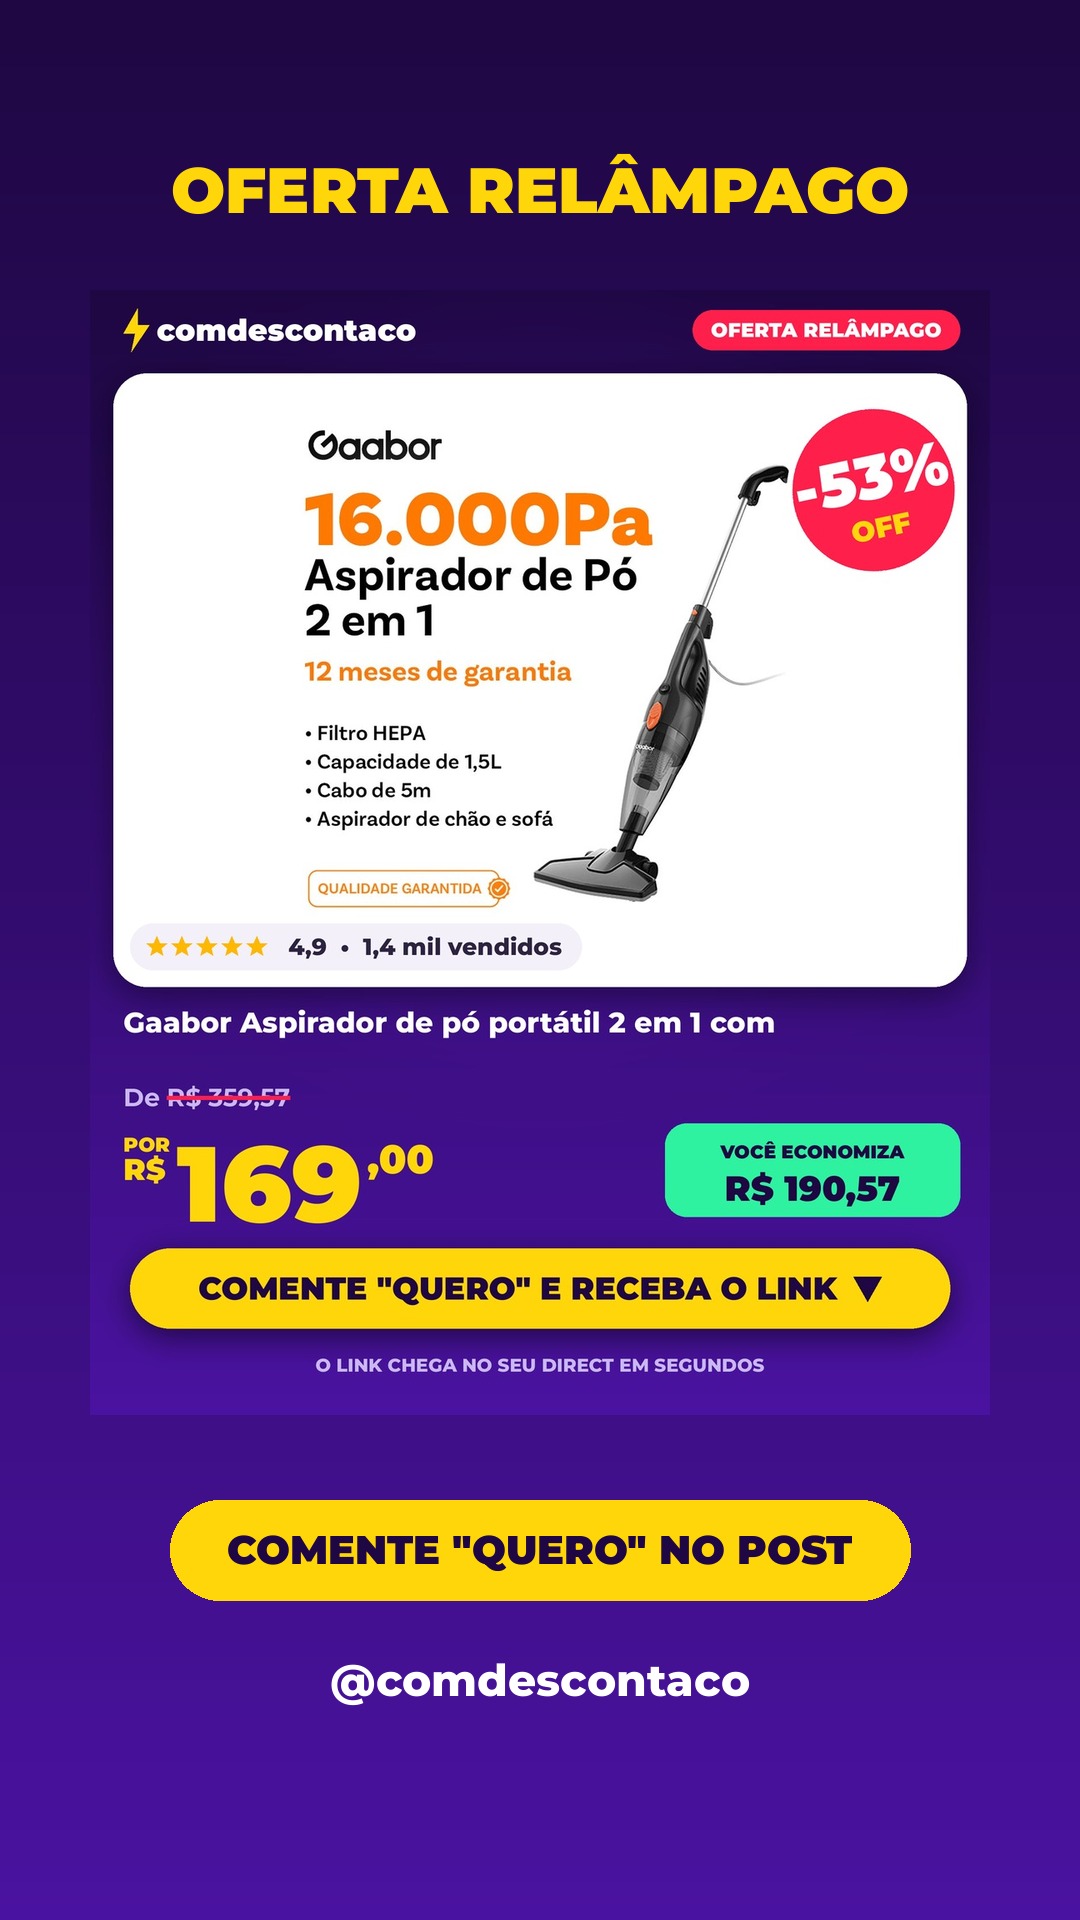 OFERTA RELÂMPAGO
comdescontaco
OFERTA RELÂMPAGO
Gaabor
-53%
OFF
16.000Pa
Aspirador de Pó
2 em 1
12 meses de garantia
• Filtro HEPA
• Capacidade de 1,5L
• Cabo de 5m
• Aspirador de chão e sofá
Gaabor
QUALIDADE GARANTIDA
4,9 • 1,4 mil vendidos
Gaabor Aspirador de pó portátil 2 em 1 com
De R$ 359,57
POR
R$ 169,00
VOCÊ ECONOMIZA
R$ 190,57
COMENTE "QUERO" E RECEBA O LINK ▼
O LINK CHEGA NO SEU DIRECT EM SEGUNDOS
COMENTE "QUERO" NO POST
@comdescontaco